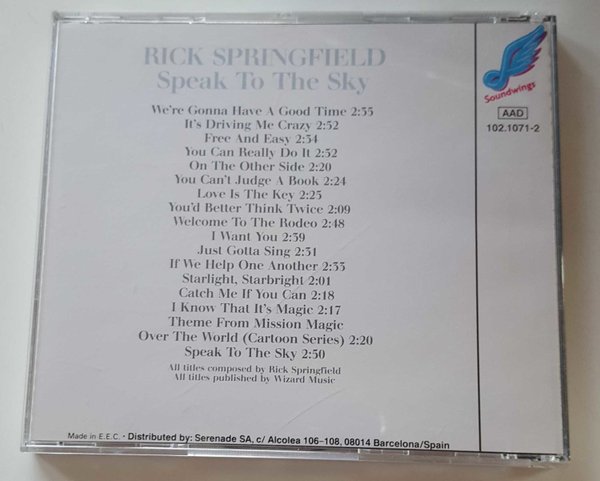 RICK SPRINGFIELD
Speak To The Sky
We're Gonna Have A Good Time 2:35
It's Driving Me Crazy 2:32
Free And Easy 2:34
You Can Really Do It 2:32
On The Other Side 2:20
You Can't Judge A Book 2:24
Love Is The Key 2:25
You'd Better Think Twice 2:09
Welcome To The Rodeo 2:48
I Want You 2:39
Just Gotta Sing 2:31
If We Help One Another 2:33
Starlight, Starbright 2:01
Catch Me If You Can 2:18
I Know That It's Magic 2:17
Theme From Mission Magic
Over The World (Cartoon Series) 2:20
Speak To The Sky 2:50
All titles composed by Rick Springfield
All titles published by Wizard Music
Soundwings
AAD
102.1071-2
Made in E.E.C. · Distributed by: Serenade SA, c/ Alcolea 106-108, 08014 Barcelona/Spain